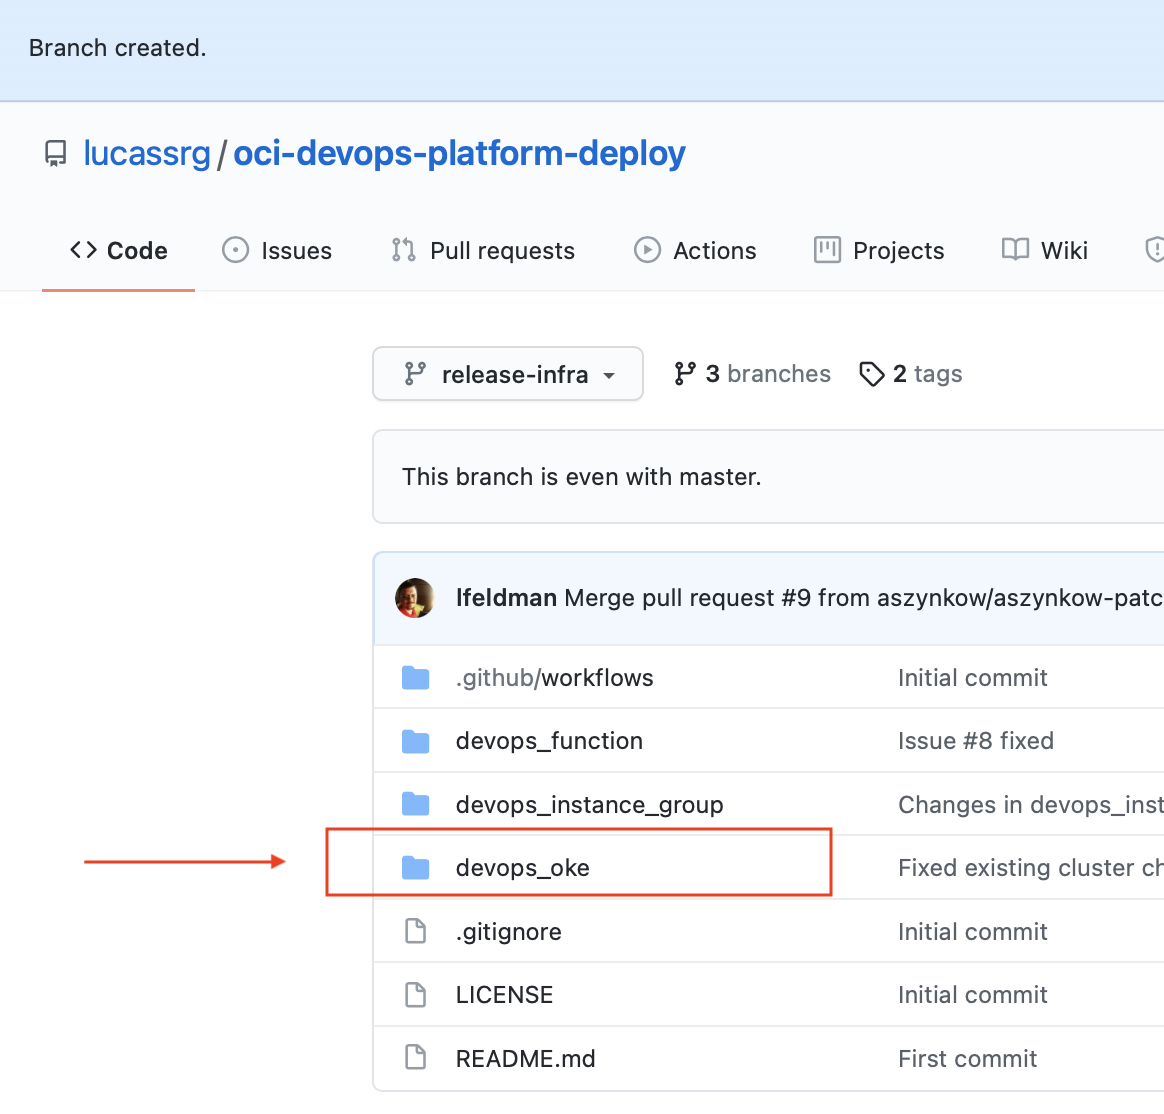 Branch created.
lucassrg / oci-devops-platform-deploy
Code Issues Pull requests Actions Projects Wiki
release-infra 3 branches 2 tags
This branch is even with master.
lfeldman Merge pull request #9 from aszynkow/aszynkow-patc
.github/workflows Initial commit
devops_function Issue #8 fixed
devops_instance_group Changes in devops_inst
devops_oke Fixed existing cluster ch
.gitignore Initial commit
LICENSE Initial commit
README.md First commit